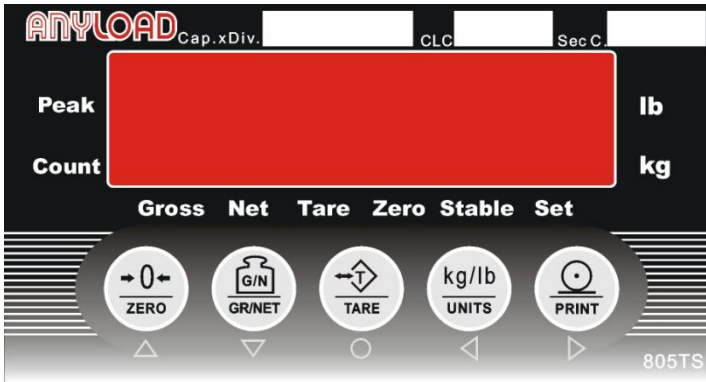 ANYLOAD Cap.xDiv. CLC Sec C.
Peak lb
Count kg
Gross Net Tare Zero Stable Set
→0← G/N T kg/lb
ZERO GR/NET TARE UNITS PRINT
805TS